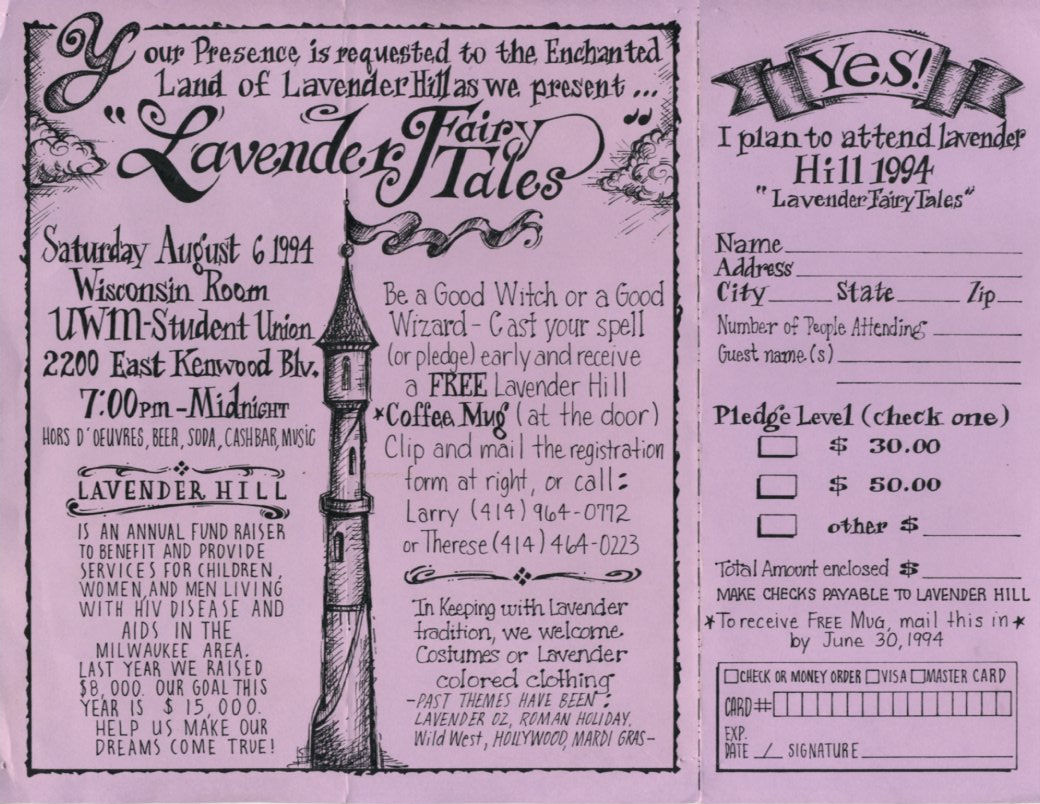 Your Presence is requested to the Enchanted
Land of Lavender Hill as we present ...
"Lavender Fairy
Tales
Saturday August 6 1994
Wisconsin Room
UWM-Student Union
2200 East Kenwood Blv.
7:00PM - MIDNIGHT
HORS D'OEUVRES, BEER, SODA, CASHBAR, MUSIC
LAVENDER HILL
IS AN ANNUAL FUND RAISER
TO BENEFIT AND PROVIDE
SERVICES FOR CHILDREN,
WOMEN, AND MEN LIVING
WITH HIV DISEASE AND
AIDS IN THE
MILWAUKEE AREA.
LAST YEAR WE RAISED
$8,000. OUR GOAL THIS
YEAR IS $15,000.
HELP US MAKE OUR
DREAMS COME TRUE!
Be a Good Witch or a Good
Wizard - Cast your spell
(or pledge) early and receive
a FREE Lavender Hill
*Coffee Mug (at the door)
Clip and mail the registration
form at right, or call:
Larry (414) 964-0772
or Therese (414) 464-0223
In Keeping with Lavender
tradition, we welcome
Costumes or Lavender
colored clothing
-PAST THEMES HAVE BEEN:
LAVENDER OZ, ROMAN HOLIDAY,
Wild West, HOLLYWOOD, MARDI GRAS-
Yes!
I plan to attend lavender
Hill 1994
"Lavender Fairy Tales"
Name
Address
City State Zip
Number of People Attending
Guest name(s)
Pledge Level (check one)
$ 30.00
$ 50.00
other $
Total Amount enclosed $
MAKE CHECKS PAYABLE TO LAVENDER HILL
*To receive FREE MUG, mail this in*
by June 30, 1994
CHECK OR MONEY ORDER VISA MASTER CARD
CARD#
EXP.
DATE / SIGNATURE